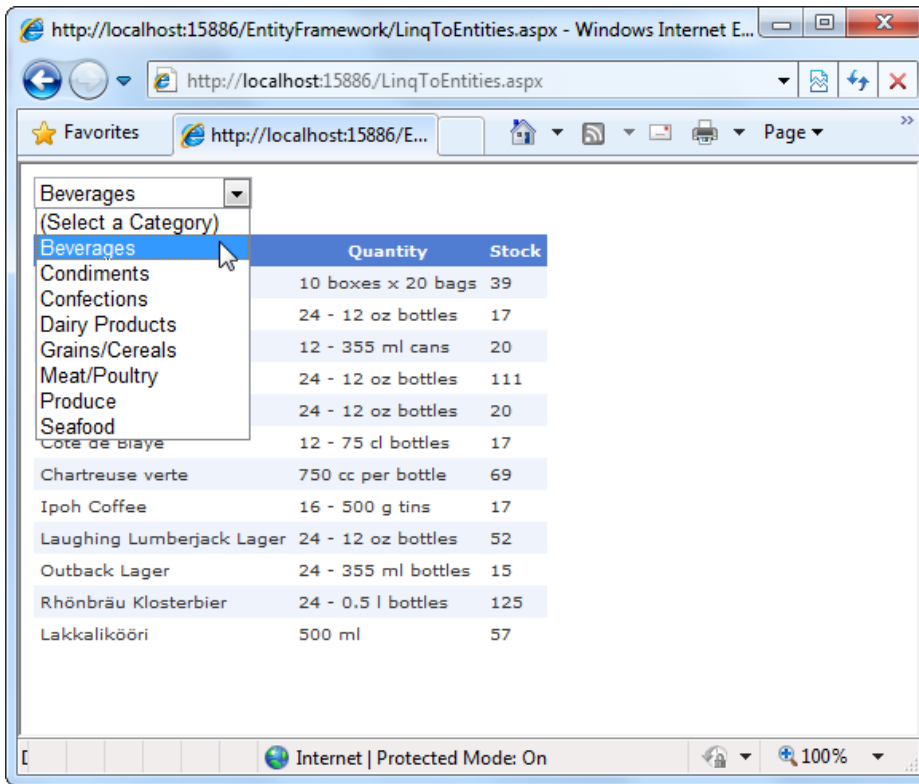 http://localhost:15886/EntityFramework/LinqToEntities.aspx - Windows Internet E...
http://localhost:15886/LinqToEntities.aspx
Favorites
http://localhost:15886/E...
Page
Beverages
(Select a Category)
Beverages
Condiments
Confections
Dairy Products
Grains/Cereals
Meat/Poultry
Produce
Seafood
Quantity Stock
10 boxes x 20 bags 39
24 - 12 oz bottles 17
12 - 355 ml cans 20
24 - 12 oz bottles 111
24 - 12 oz bottles 20
Côte de Blaye 12 - 75 cl bottles 17
Chartreuse verte 750 cc per bottle 69
Ipoh Coffee 16 - 500 g tins 17
Laughing Lumberjack Lager 24 - 12 oz bottles 52
Outback Lager 24 - 355 ml bottles 15
Rhönbräu Klosterbier 24 - 0.5 l bottles 125
Lakkalikööri 500 ml 57
Internet | Protected Mode: On
100%